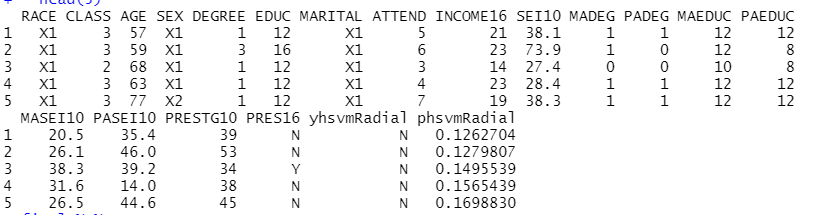 + head(5)
RACE CLASS AGE SEX DEGREE EDUC MARITAL ATTEND INCOME16 SEI10 MADEG PADEG MAEDUC PAEDUC
1 X1 3 57 X1 1 12 X1 5 21 38.1 1 1 12 12
2 X1 3 59 X1 3 16 X1 6 23 73.9 1 0 12 8
3 X1 2 68 X1 1 12 X1 3 14 27.4 0 0 10 8
4 X1 3 63 X1 1 12 X1 4 23 28.4 1 1 12 12
5 X1 3 77 X2 1 12 X1 7 19 38.3 1 1 12 12
MASEI10 PASEI10 PRESTG10 PRES16 yhsvmRadial phsvmRadial
1 20.5 35.4 39 N N 0.1262704
2 26.1 46.0 53 N N 0.1279807
3 38.3 39.2 34 Y N 0.1495539
4 31.6 14.0 38 N N 0.1565439
5 26.5 44.6 45 N N 0.1698830